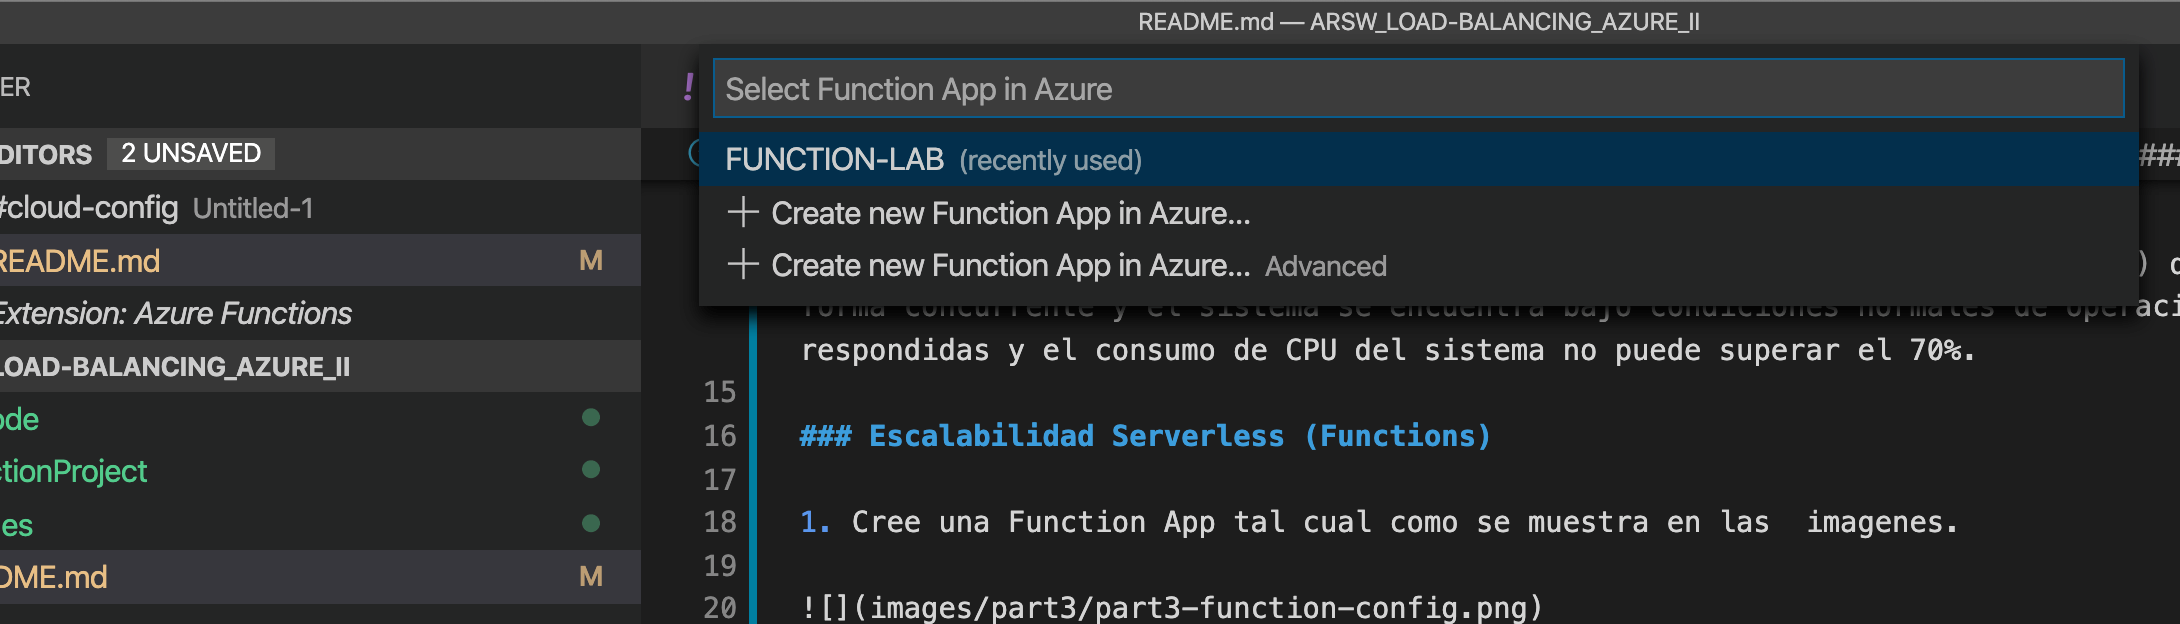 README.md — ARSW_LOAD-BALANCING_AZURE_II
ER
DITORS 2 UNSAVED
#cloud-config Untitled-1
README.md M
Extension: Azure Functions
LOAD-BALANCING_AZURE_II
ode
ctionProject
es
DME.md M
!
Select Function App in Azure
FUNCTION-LAB (recently used)
###
+ Create new Function App in Azure...
+ Create new Function App in Azure... Advanced
)
forma concurrente y el sistema se encuentra bajo condiciones normales de operaci
respondidas y el consumo de CPU del sistema no puede superar el 70%.
15
16 ### Escalabilidad Serverless (Functions)
17
18 1. Cree una Function App tal cual como se muestra en las  imagenes.
19
20 ![](images/part3/part3-function-config.png)